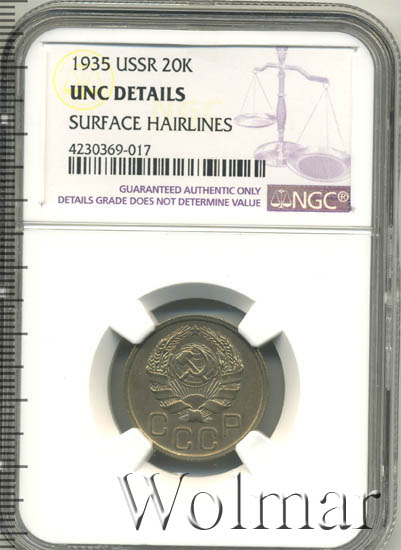 1935 USSR 20K
UNC DETAILS
SURFACE HAIRLINES
4230369-017
GUARANTEED AUTHENTIC ONLY
DETAILS GRADE DOES NOT DETERMINE VALUE
NGC®
СССР
Wolmar